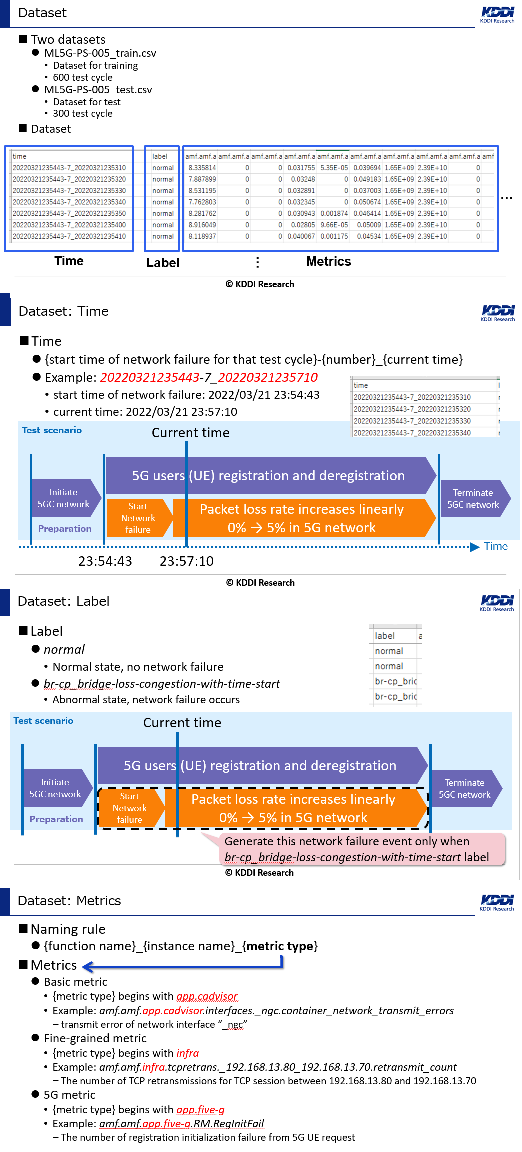 Dataset
KDDI
■ Two datasets
● ML5G-PS-005_train.csv
• Dataset for training
• 600 test cycle
● ML5G-PS-005_test.csv
• Dataset for test
• 300 test cycle
■ Dataset
time label amf.amf.a amf.amf.a amf.amf.a amf.amf.a amf.amf.a amf.amf.a amf.amf.a amf.amf.a amf.amf.a amf
20220321235443-7_20220321235310 normal 8.335814 0 0 0.031755 5.35E-05 0.039694 1.65E+09 2.39E+10 0
20220321235443-7_20220321235320 normal 7.887899 0 0 0.03248 0 0.049183 1.65E+09 2.39E+10 0
20220321235443-7_20220321235330 normal 8.931195 0 0 0.032891 0 0.037003 1.65E+09 2.39E+10 0
20220321235443-7_20220321235340 normal 7.762803 0 0 0.032345 0 0.050674 1.65E+09 2.39E+10 0
20220321235443-7_20220321235350 normal 8.281762 0 0 0.030943 0.001874 0.046414 1.65E+09 2.39E+10 0
20220321235443-7_20220321235400 normal 8.916049 0 0 0.02805 9.66E-05 0.05009 1.65E+09 2.39E+10 0
20220321235443-7_20220321235410 normal 8.118937 0 0 0.040067 0.001175 0.04534 1.65E+09 2.39E+10 0
...
Time Label ⋮ Metrics
© KDDI Research
Dataset: Time
KDDI
■ Time
● {start time of network failure for that test cycle}-{number}_{current time}
● Example: 20220321235443-7_20220321235710
• start time of network failure: 2022/03/21 23:54:43
• current time: 2022/03/21 23:57:10
time
20220321235443-7_20220321235310
20220321235443-7_20220321235320
20220321235443-7_20220321235330
20220321235443-7_20220321235340
Test scenario
Current time
5G users (UE) registration and deregistration
Initiate
5GC network
Preparation
Start
Network
failure
Packet loss rate increases linearly
0% → 5% in 5G network
Terminate
5GC network
Time
23:54:43 23:57:10
© KDDI Research
Dataset: Label
KDDI
■ Label
● normal
• Normal state, no network failure
● br-cp_bridge-loss-congestion-with-time-start
• Abnormal state, network failure occurs
label a
normal
normal
br-cp_bric
br-cp_bric
Test scenario
Current time
5G users (UE) registration and deregistration
Initiate
5GC network
Preparation
Start
Network
failure
Packet loss rate increases linearly
0% → 5% in 5G network
Terminate
5GC network
Generate this network failure event only when
br-cp_bridge-loss-congestion-with-time-start label
© KDDI Research
Dataset: Metrics
KDDI
■ Naming rule
● {function name}_{instance name}_{metric type}
■ Metrics
● Basic metric
• {metric type} begins with app.cadvisor
• Example: amf.amf.app.cadvisor.interfaces._ngc.container_network_transmit_errors
– transmit error of network interface "_ngc"
● Fine-grained metric
• {metric type} begins with infra
• Example: amf.amf.infra.tcpretrans._192.168.13.80_192.168.13.70.retransmit_count
– The number of TCP retransmissions for TCP session between 192.168.13.80 and 192.168.13.70
● 5G metric
• {metric type} begins with app.five-g
• Example: amf.amf.app.five-g.RM.RegInitFail
– The number of registration initialization failure from 5G UE request